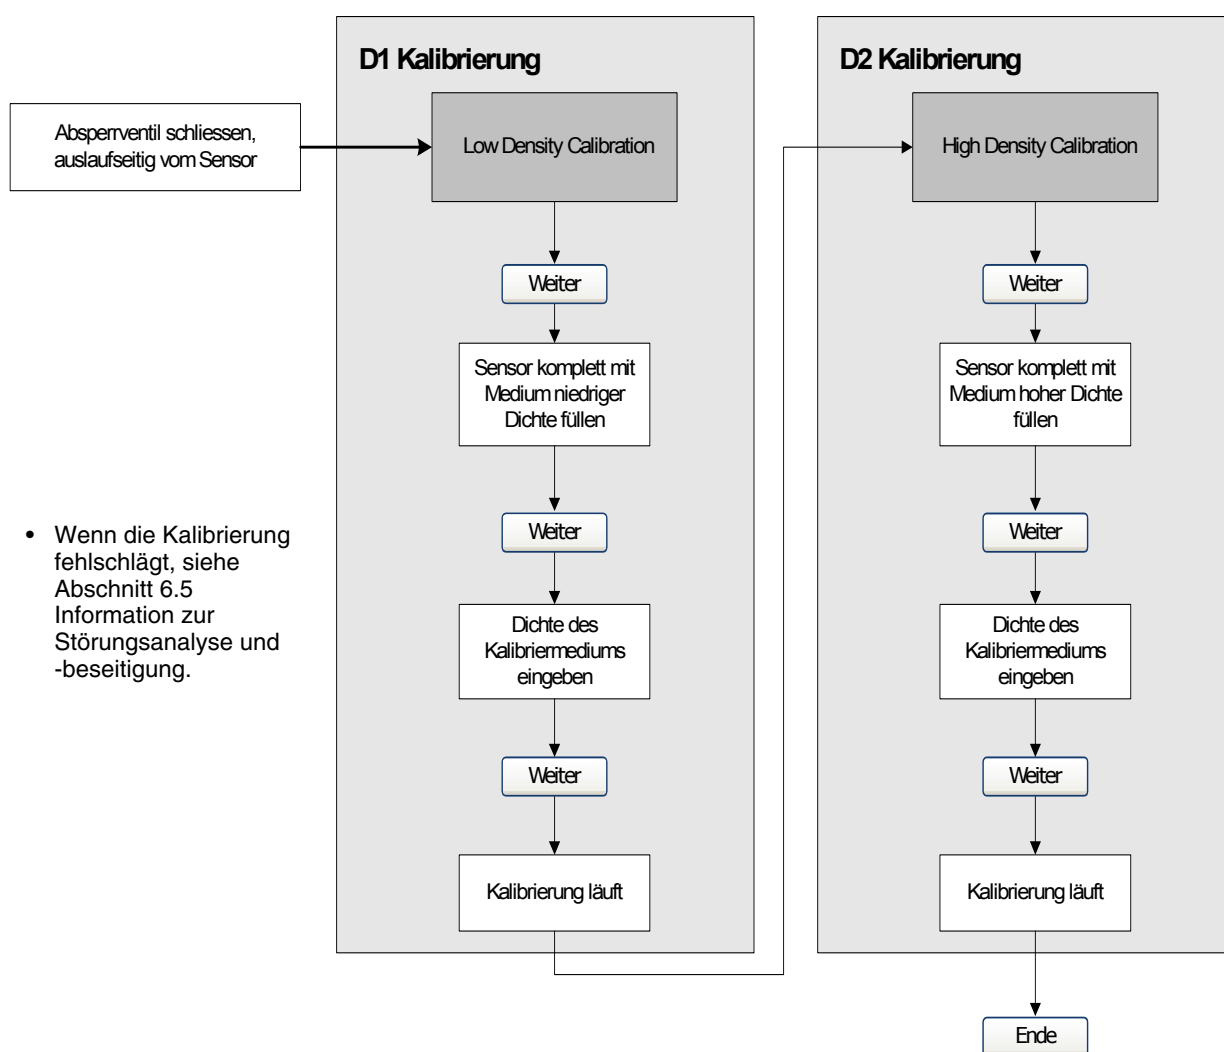 Absperrventil schliessen,
auslaufseitig vom Sensor
• Wenn die Kalibrierung
fehlschlägt, siehe
Abschnitt 6.5
Information zur
Störungsanalyse und
-beseitigung.
D1 Kalibrierung
Low Density Calibration
Weiter
Sensor komplett mit
Medium niedriger
Dichte füllen
Weiter
Dichte des
Kalibriermediums
eingeben
Weiter
Kalibrierung läuft
D2 Kalibrierung
High Density Calibration
Weiter
Sensor komplett mit
Medium hoher Dichte
füllen
Weiter
Dichte des
Kalibriermediums
eingeben
Weiter
Kalibrierung läuft
Ende